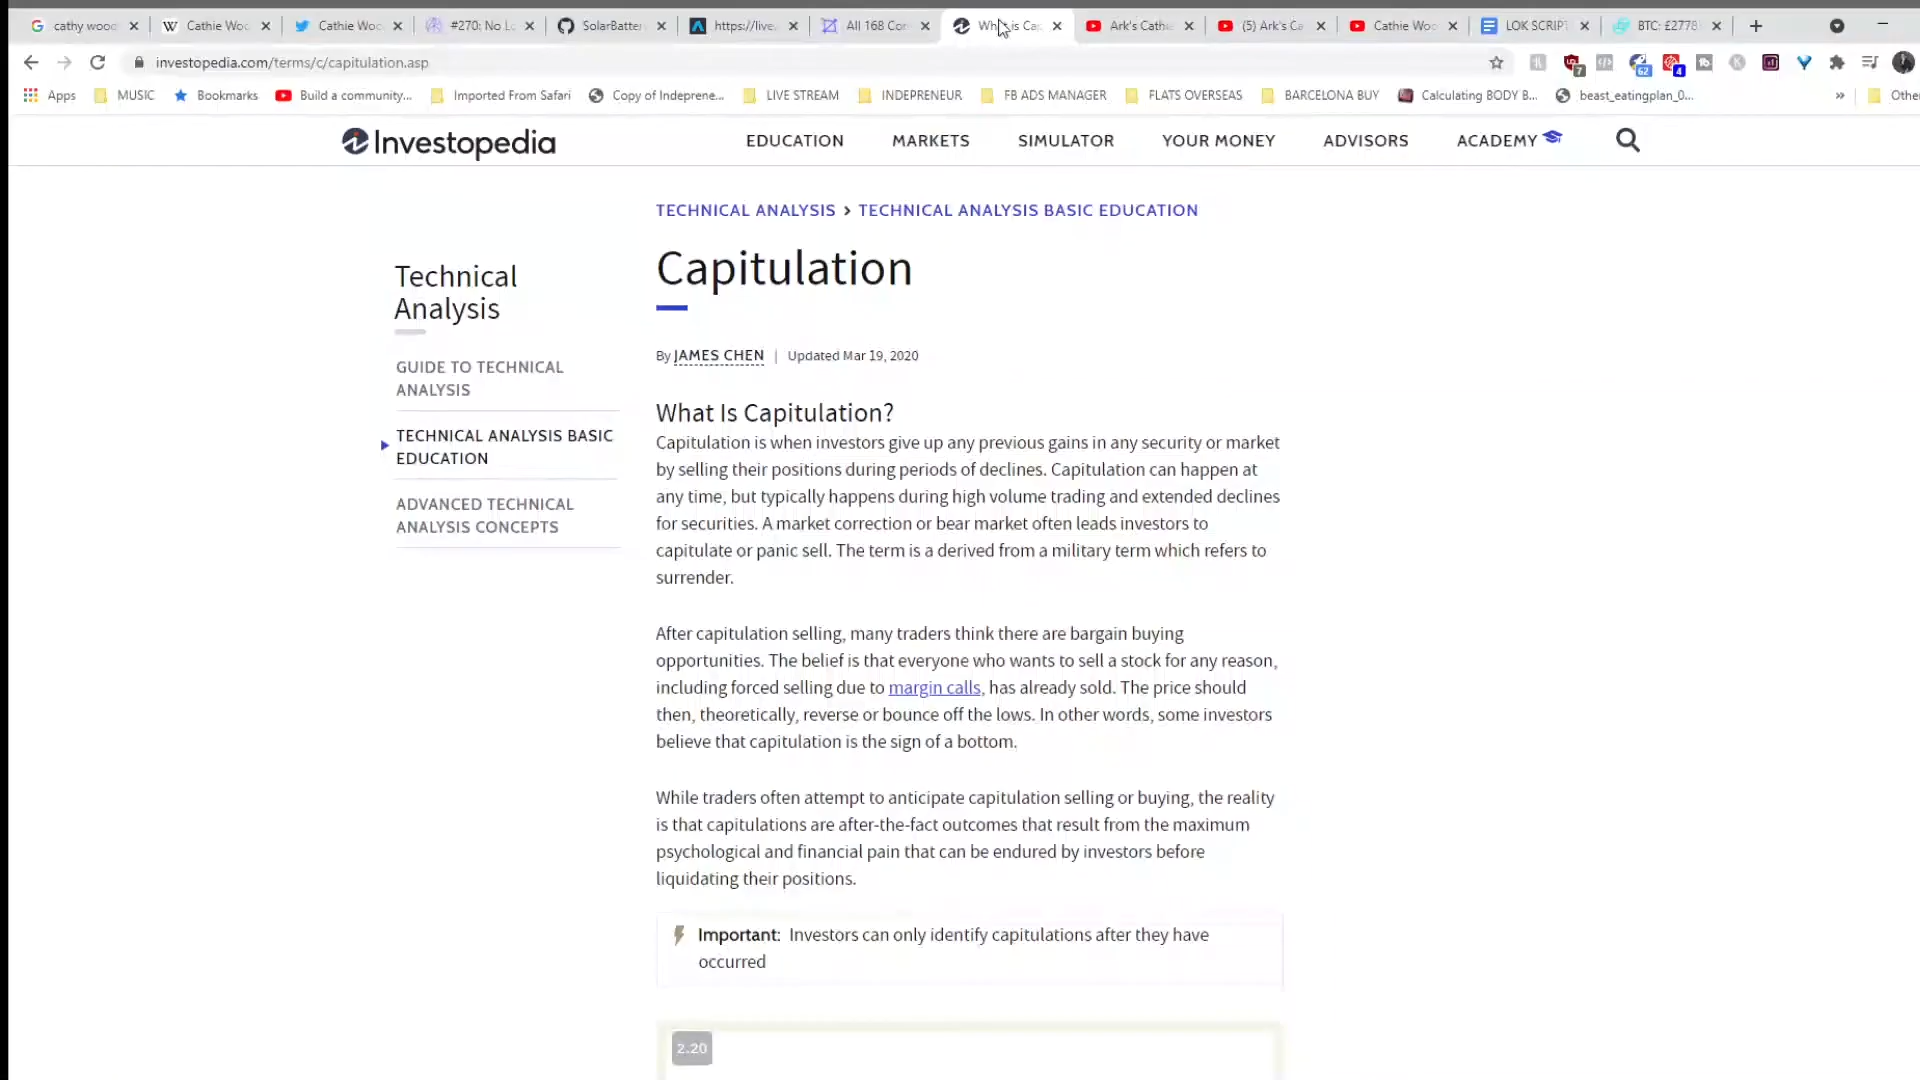 cathy wood
Cathie Woo
Cathie Woo
#270: No Lo
SolarBatter
https://live.
All 168 Con
What is Cap
Ark's Cathie
(5) Ark's Ca
Cathie Woo
LOK SCRIPT
BTC: £2778
investopedia.com/terms/c/capitulation.asp
7
62
4
Apps
MUSIC
Bookmarks
Build a community...
Imported From Safari
Copy of Indeprene...
LIVE STREAM
INDEPRENEUR
FB ADS MANAGER
FLATS OVERSEAS
BARCELONA BUY
Calculating BODY B...
beast_eatingplan_0...
»
Other
Investopedia
EDUCATION
MARKETS
SIMULATOR
YOUR MONEY
ADVISORS
ACADEMY
TECHNICAL ANALYSIS > TECHNICAL ANALYSIS BASIC EDUCATION
Technical
Analysis
GUIDE TO TECHNICAL
ANALYSIS
TECHNICAL ANALYSIS BASIC
EDUCATION
ADVANCED TECHNICAL
ANALYSIS CONCEPTS
Capitulation
By JAMES CHEN | Updated Mar 19, 2020
What Is Capitulation?
Capitulation is when investors give up any previous gains in any security or market
by selling their positions during periods of declines. Capitulation can happen at
any time, but typically happens during high volume trading and extended declines
for securities. A market correction or bear market often leads investors to
capitulate or panic sell. The term is a derived from a military term which refers to
surrender.
After capitulation selling, many traders think there are bargain buying
opportunities. The belief is that everyone who wants to sell a stock for any reason,
including forced selling due to margin calls, has already sold. The price should
then, theoretically, reverse or bounce off the lows. In other words, some investors
believe that capitulation is the sign of a bottom.
While traders often attempt to anticipate capitulation selling or buying, the reality
is that capitulations are after-the-fact outcomes that result from the maximum
psychological and financial pain that can be endured by investors before
liquidating their positions.
Important: Investors can only identify capitulations after they have
occurred
2.20